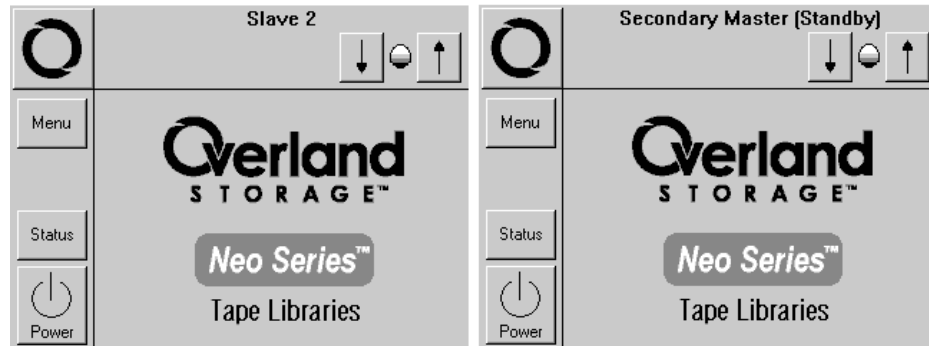 Slave 2
Menu
Overland
STORAGE™
Status
Neo Series™
Power
Tape Libraries
Secondary Master (Standby)
Menu
Overland
STORAGE™
Status
Neo Series™
Power
Tape Libraries